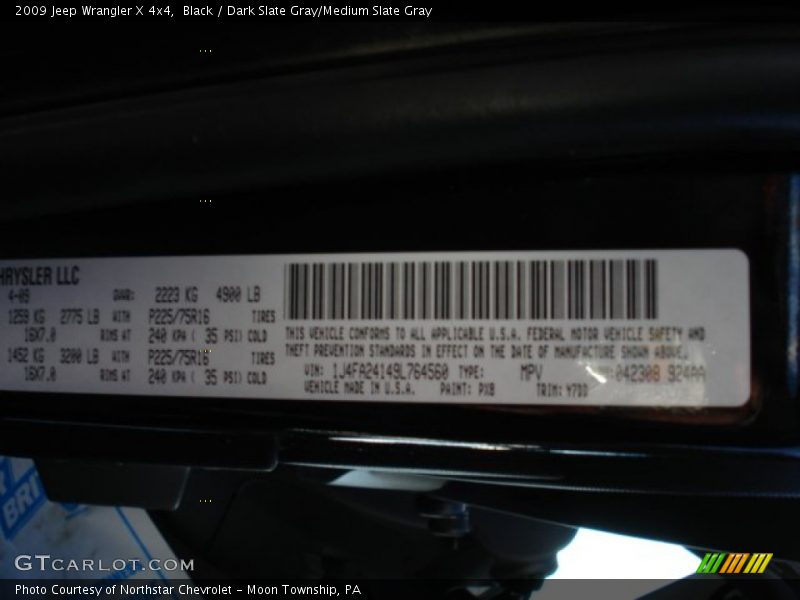 2009 Jeep Wrangler X 4x4,  Black / Dark Slate Gray/Medium Slate Gray
HRYSLER LLC
4-09 GVWR: 2223 KG 4900 LB
1259 KG 2775 LB WITH P225/75R16 TIRES
16X7.0 RIMS AT 240 KPA ( 35 PSI) COLD
1452 KG 3200 LB WITH P225/75R16 TIRES
16X7.0 RIMS AT 240 KPA ( 35 PSI) COLD
THIS VEHICLE CONFORMS TO ALL APPLICABLE U.S.A. FEDERAL MOTOR VEHICLE SAFETY AND
THEFT PREVENTION STANDARDS IN EFFECT ON THE DATE OF MANUFACTURE SHOWN ABOVE.
VIN: 1J4FA24149L764560 TYPE: MPV 042308 924AA
VEHICLE MADE IN U.S.A. PAINT: PX8 TRIM: Y7DD
BRI
GTCARLOT.COM
Photo Courtesy of Northstar Chevrolet – Moon Township, PA